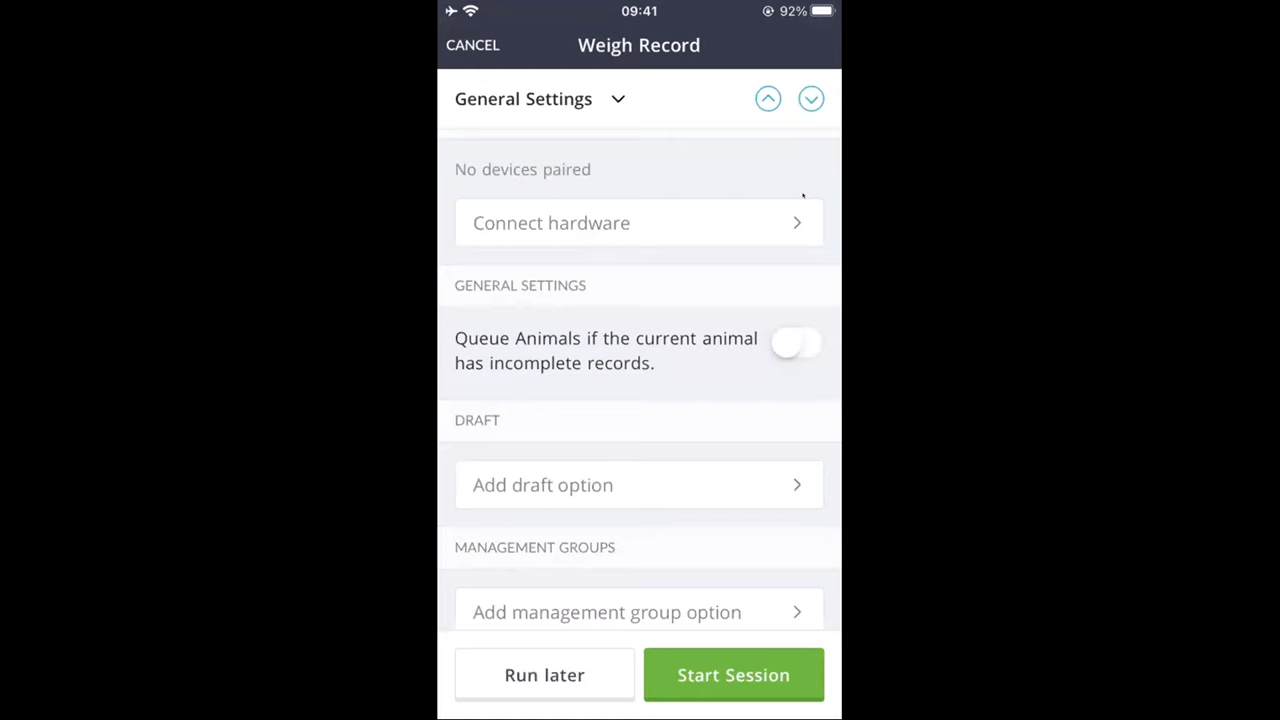 09:41
92%
CANCEL
Weigh Record
General Settings
No devices paired
Connect hardware
GENERAL SETTINGS
Queue Animals if the current animal
has incomplete records.
DRAFT
Add draft option
MANAGEMENT GROUPS
Add management group option
Run later
Start Session